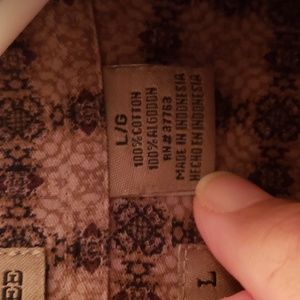 L/G
100% COTTON
100% ALGODON
RN# 37763
MADE IN INDONESIA
HECHO EN INDONESIA
L